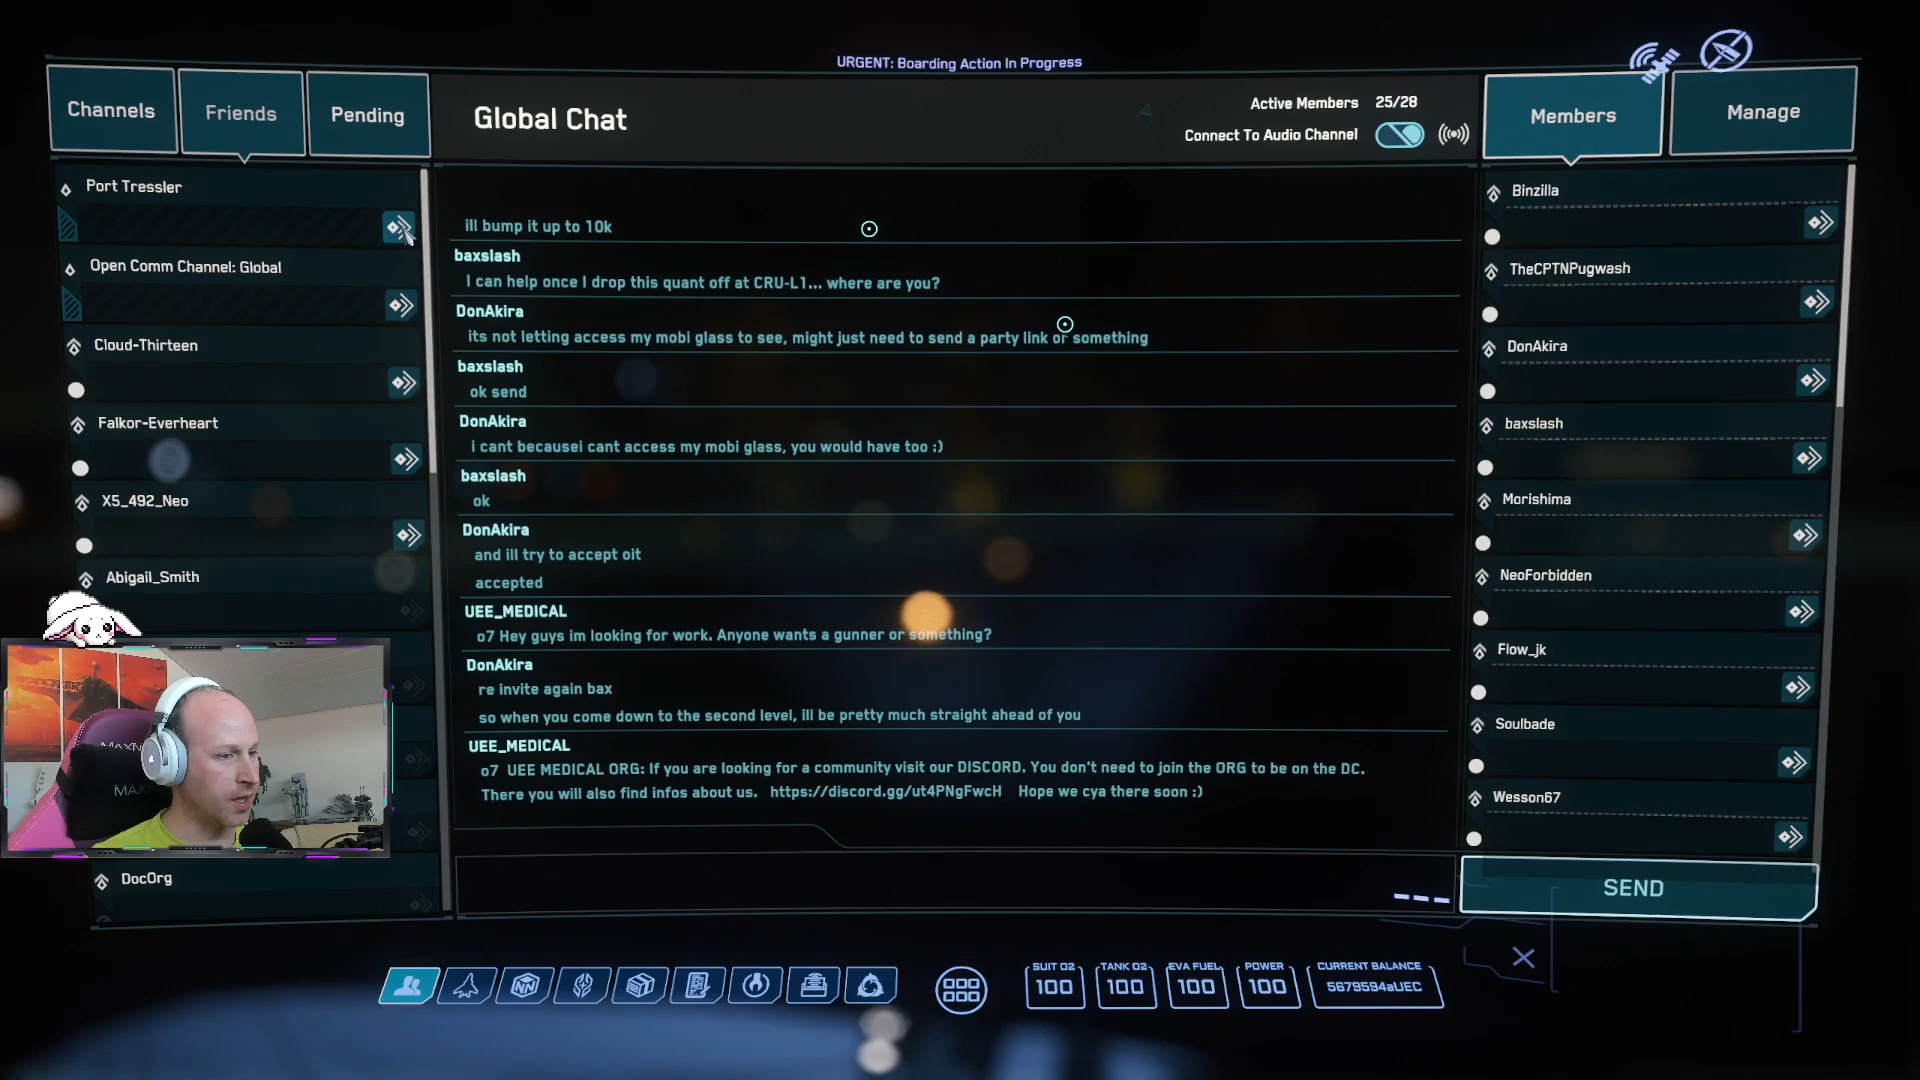 URGENT: Boarding Action In Progress
Channels
Friends
Pending
Global Chat
Active Members 25/28
Connect To Audio Channel
Members
Manage
Port Tressler
Open Comm Channel: Global
Cloud-Thirteen
Falkor-Everheart
X5_492_Neo
Abigail_Smith
DocOrg
ill bump it up to 10k
baxslash
I can help once I drop this quant off at CRU-L1... where are you?
DonAkira
its not letting access my mobi glass to see, might just need to send a party link or something
baxslash
ok send
DonAkira
i cant becausei cant access my mobi glass, you would have too :)
baxslash
ok
DonAkira
and ill try to accept oit
accepted
UEE_MEDICAL
o7 Hey guys im looking for work. Anyone wants a gunner or something?
DonAkira
re invite again bax
so when you come down to the second level, ill be pretty much straight ahead of you
UEE_MEDICAL
o7 UEE MEDICAL ORG: If you are looking for a community visit our DISCORD. You don't need to join the ORG to be on the DC.
There you will also find infos about us. https://discord.gg/ut4PNgFwcH Hope we cya there soon :)
Binzilla
TheCPTNPugwash
DonAkira
baxslash
Morishima
NeoForbidden
Flow_jk
Soulbade
Wesson67
SEND
SUIT O2
100
TANK O2
100
EVA FUEL
100
POWER
100
CURRENT BALANCE
5679594aUEC